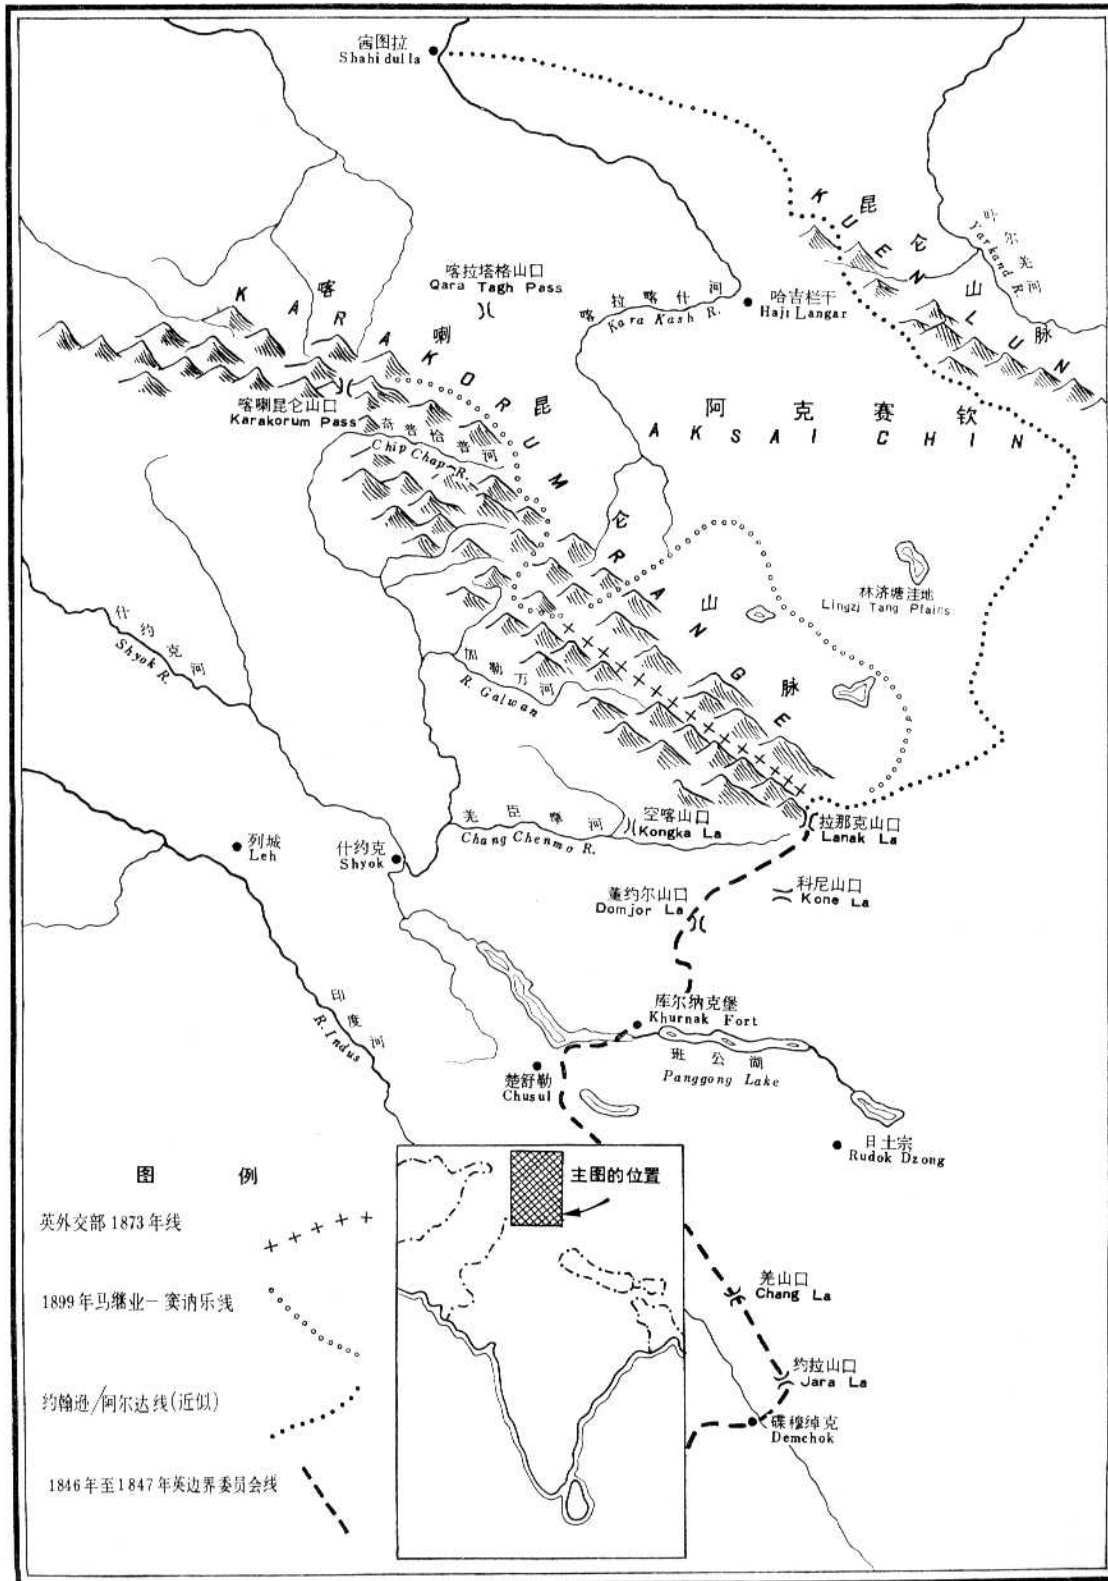 赛图拉
Shahidulla
昆仑山脉
KUEN LUN
叶尔羌河
Yarkand R.
喀拉塔格山口
Qara Tagh Pass
喀拉喀什河
Kara Kash R.
哈吉栏干
Haji Langar
喀喇昆仑山脉
KARAKORUM RANGE
喀喇昆仑山口
Karakorum Pass
奇普恰普河
Chip Chap R.
阿克赛钦
AKSAI CHIN
林济塘洼地
Lingzi Tang Plains
什约克河
Shyok R.
加勒万河
R. Galwan
羌臣摩河
Chang Chenmo R.
空喀山口
Kongka La
拉那克山口
Lanak La
列城
Leh
什约克
Shyok
董约尔山口
Domjor La
科尼山口
Kone La
印度河
R. Indus
库尔纳克堡
Khurnak Fort
班公湖
Panggong Lake
楚舒勒
Chusul
日土宗
Rudok Dzong
图例
英外交部1873年线
1899年马继业—窦讷乐线
约翰逊/阿尔达线(近似)
1846年至1847年英边界委员会线
主图的位置
羌山口
Chang La
约拉山口
Jara La
碟穆绰克
Demchok